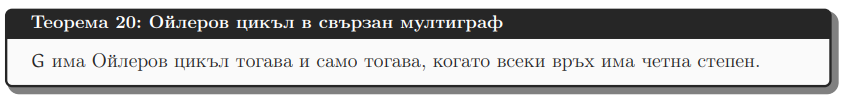 Теорема 20: Ойлеров цикъл в свързан мултиграф
G има Ойлеров цикъл тогава и само тогава, когато всеки връх има четна степен.